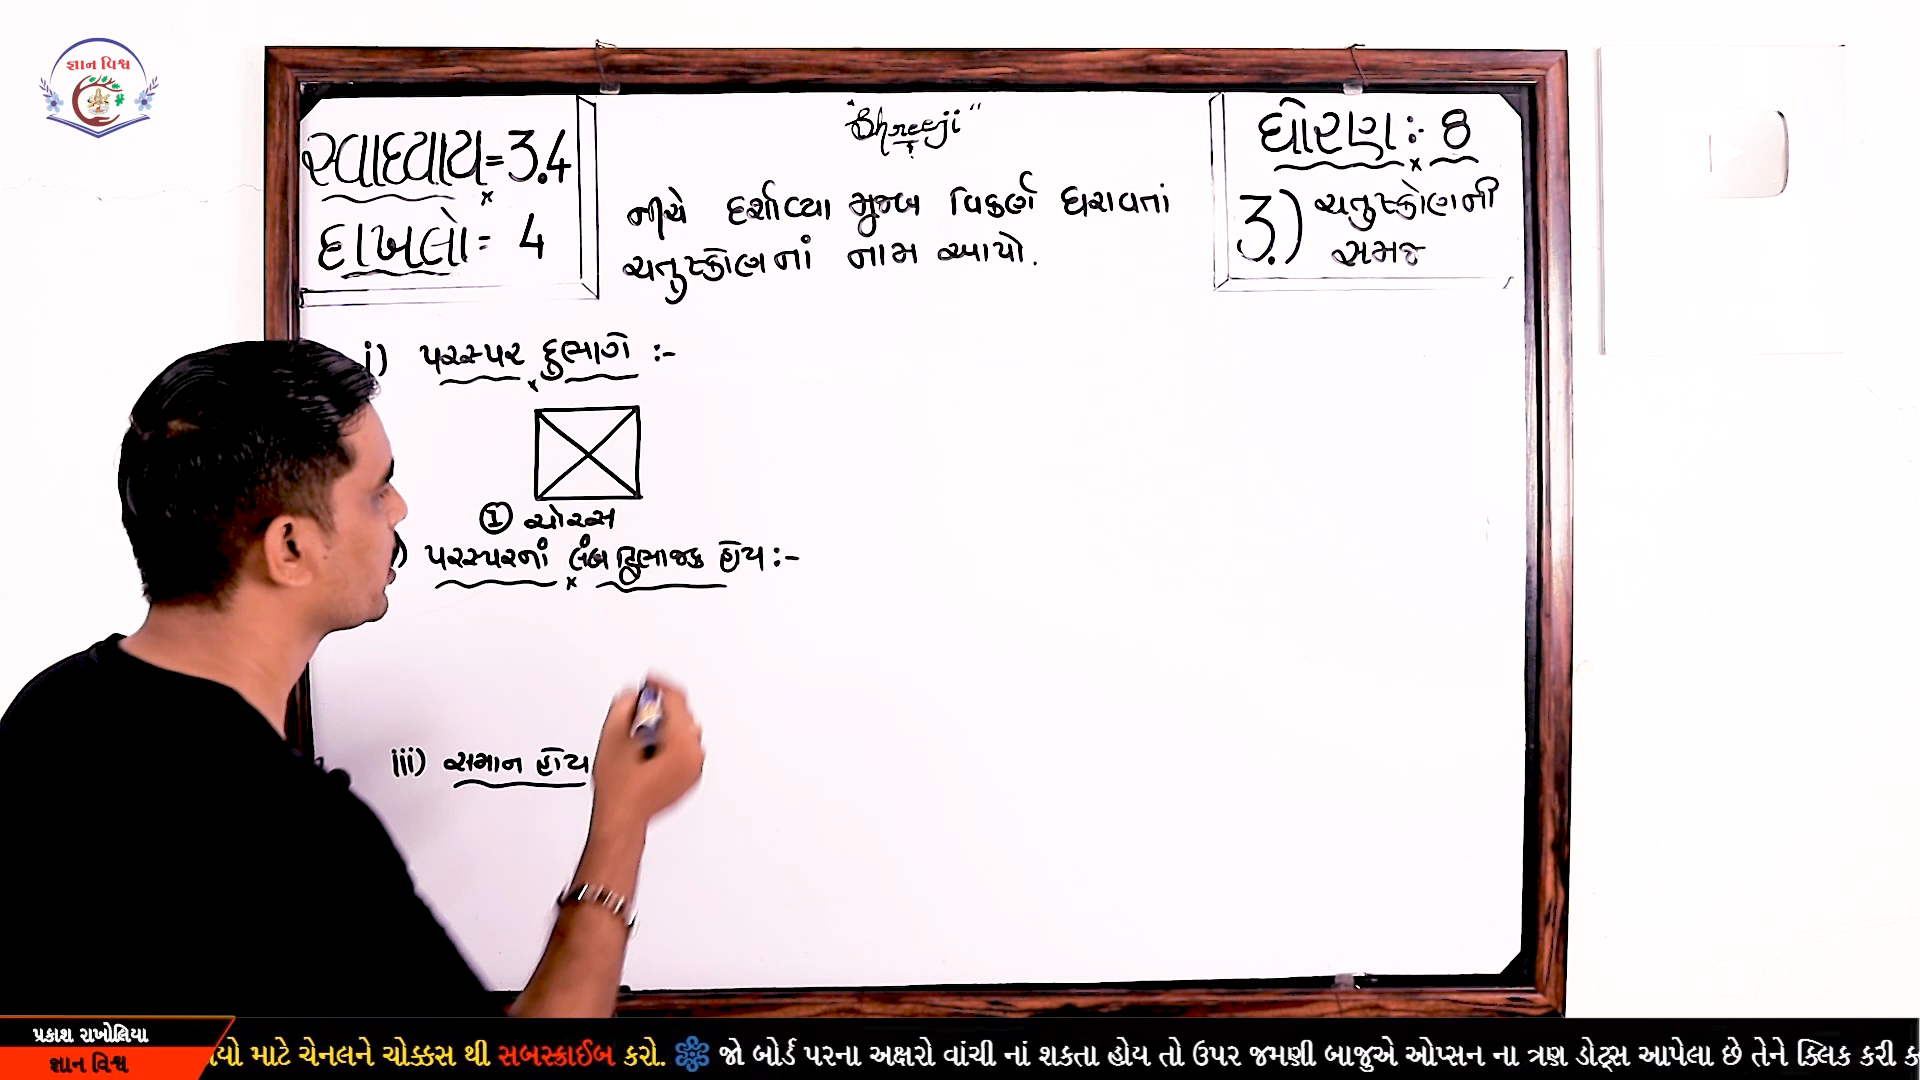 જ્ઞાન વિશ્વ
સ્વાધ્યાય = 3.4
દાખલો = 4
"Shreeji"
નીચે દર્શાવ્યા મુજબ વિકર્ણ ધરાવતાં
ચતુષ્કોણનાં નામ આપો.
ધોરણ :- 8
3.) ચતુષ્કોણની
સમજ
i) પરસ્પર દુભાગે :-
① ચોરસ
) પરસ્પરનાં લંબ દ્વિભાજક હોય :-
iii) સમાન હોય
પ્રકાશ રાખોલિયા
જ્ઞાન વિશ્વ
યો માટે ચેનલને ચોક્કસ થી સબસ્ક્રાઈબ કરો. જો બોર્ડ પરના અક્ષરો વાંચી નાં શકતા હોય તો ઉપર જમણી બાજુએ ઓપ્સન ના ત્રણ ડોટ્સ આપેલા છે તેને ક્લિક કરી